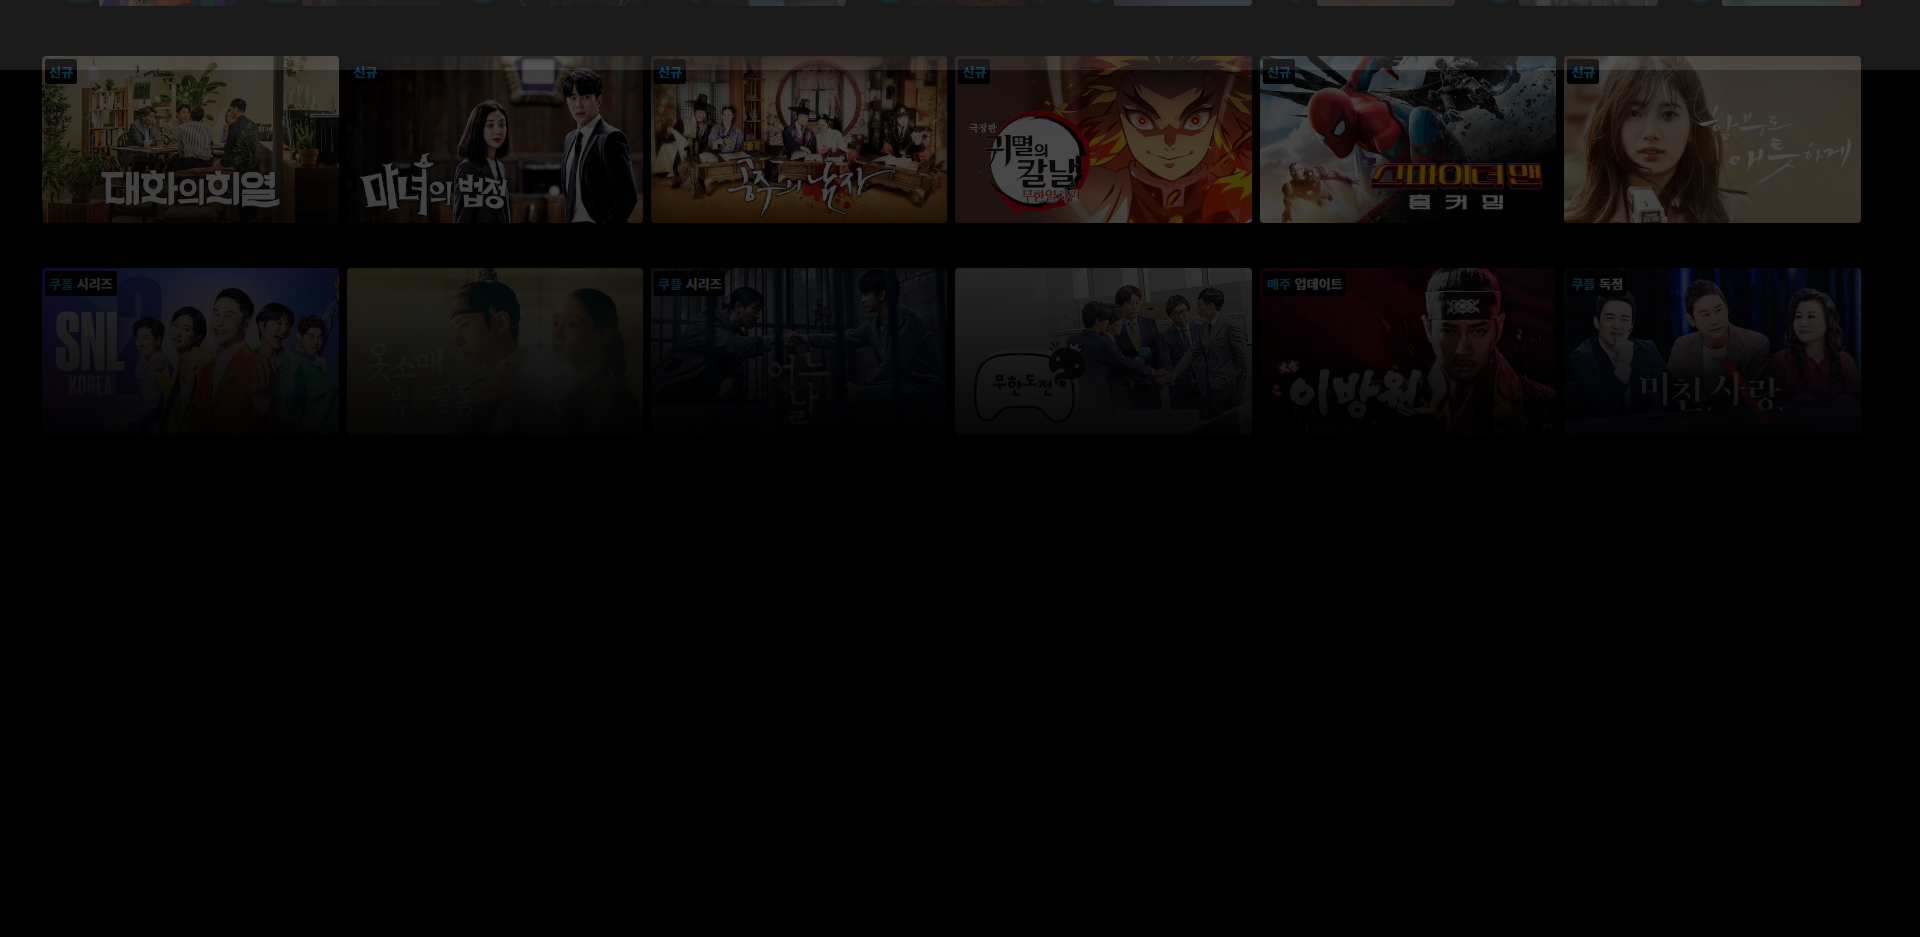 신규
대화의희열
신규
마녀의 법정
신규
공주의 남자
신규
극장판
귀멸의
칼날
무한열차편
신규
스파이더맨
홈커밍
신규
함부로
애틋하게
쿠플 시리즈
SNL
KOREA
옷소매
붉은 끝동
쿠플 시리즈
어느
날
무한도전
매주 업데이트
태종
이방원
쿠플 독점
미친.사랑.